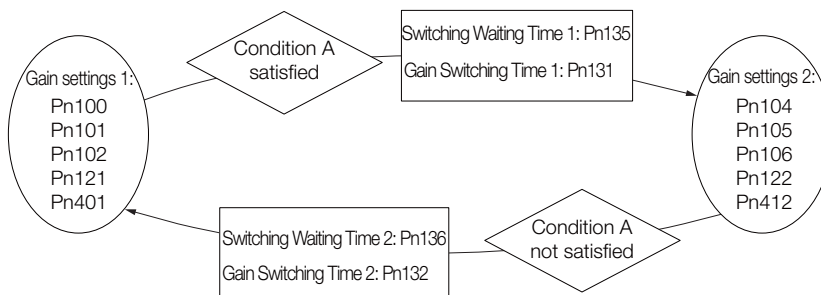 Gain settings 1:
Pn100
Pn101
Pn102
Pn121
Pn401
Condition A
satisfied
Switching Waiting Time 1: Pn135
Gain Switching Time 1: Pn131
Gain settings 2:
Pn104
Pn105
Pn106
Pn122
Pn412
Condition A
not satisfied
Switching Waiting Time 2: Pn136
Gain Switching Time 2: Pn132